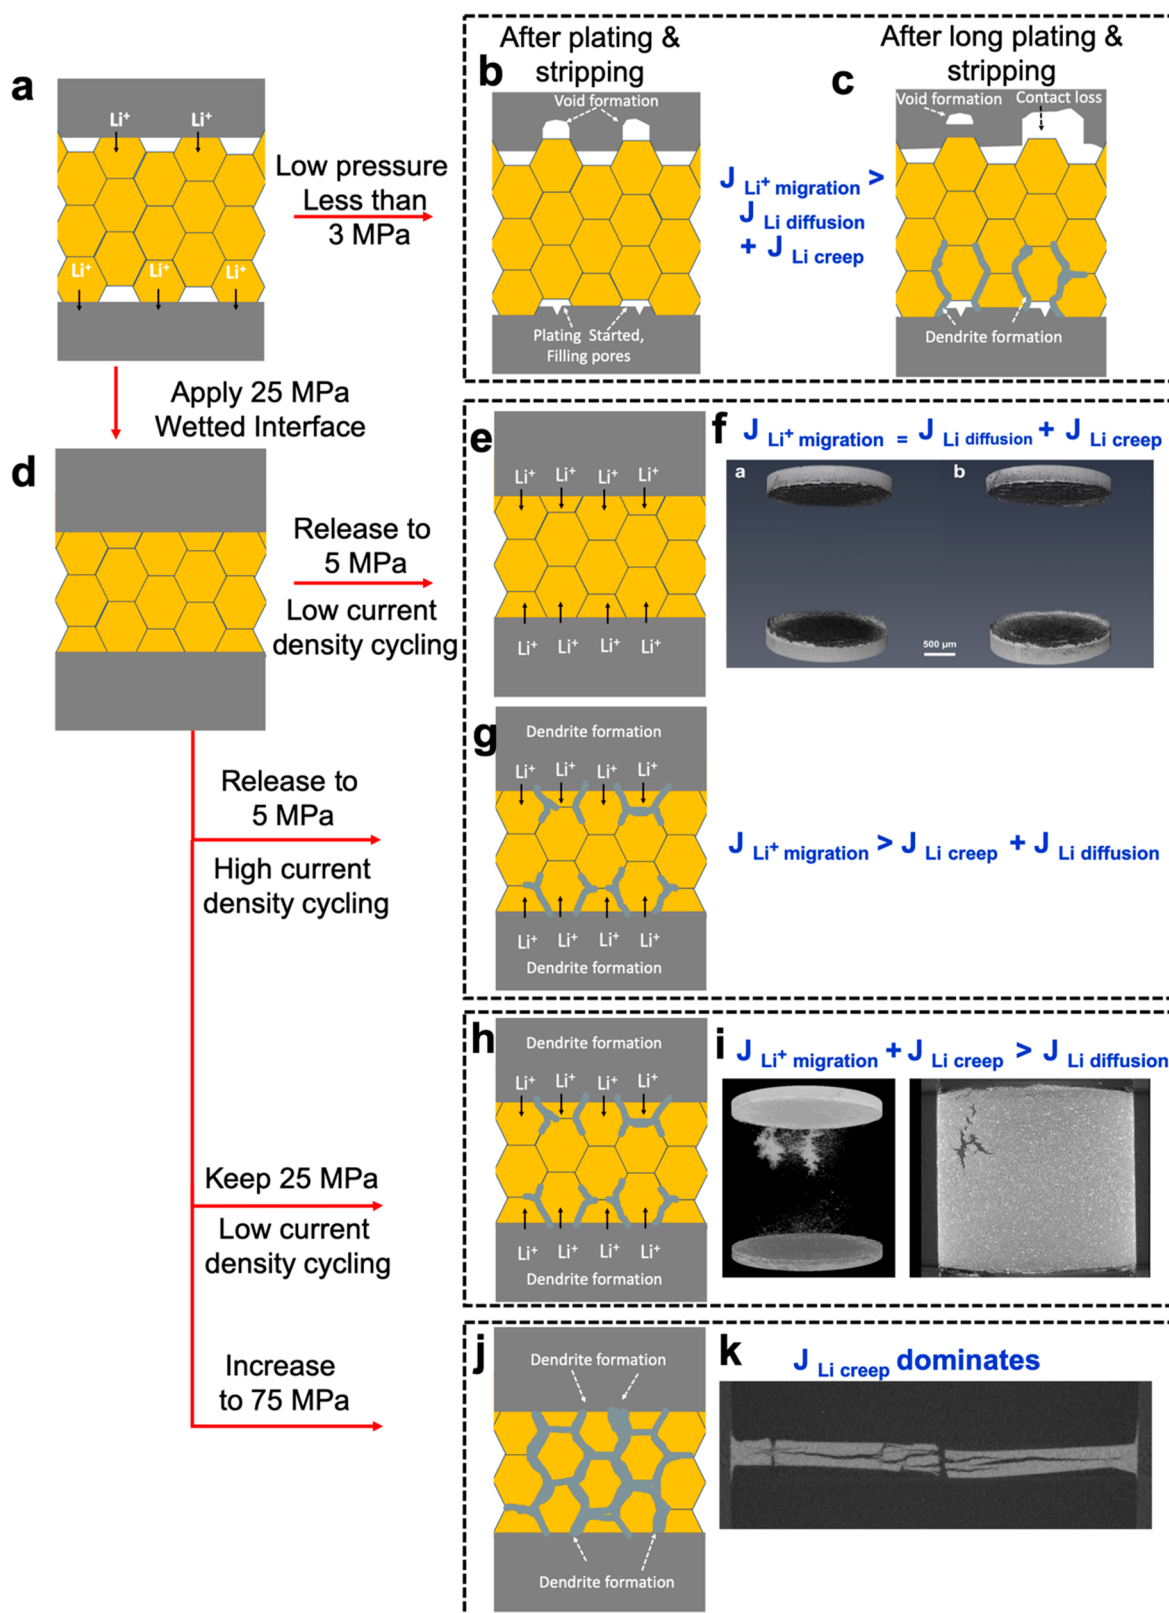 After plating &
stripping
After long plating &
stripping
a
b
c
Void formation
Void formation
Contact loss
Li+
Li+
Low pressure
Less than
3 MPa
J Li+ migration >
J Li diffusion
+ J Li creep
Li+
Li+
Li+
Plating Started,
Filling pores
Dendrite formation
Apply 25 MPa
Wetted Interface
d
e
f
J Li+ migration = J Li diffusion + J Li creep
Li+
Li+
Li+
Li+
a
b
Release to
5 MPa
Low current
density cycling
Li+
Li+
Li+
Li+
500 µm
g
Dendrite formation
Li+
Li+
Li+
Li+
Release to
5 MPa
High current
density cycling
J Li+ migration > J Li creep + J Li diffusion
Li+
Li+
Li+
Li+
Dendrite formation
h
Dendrite formation
i
J Li+ migration + J Li creep > J Li diffusion
Li+
Li+
Li+
Li+
Keep 25 MPa
Low current
density cycling
Li+
Li+
Li+
Li+
Dendrite formation
j
Dendrite formation
k
J Li creep dominates
Increase
to 75 MPa
Dendrite formation